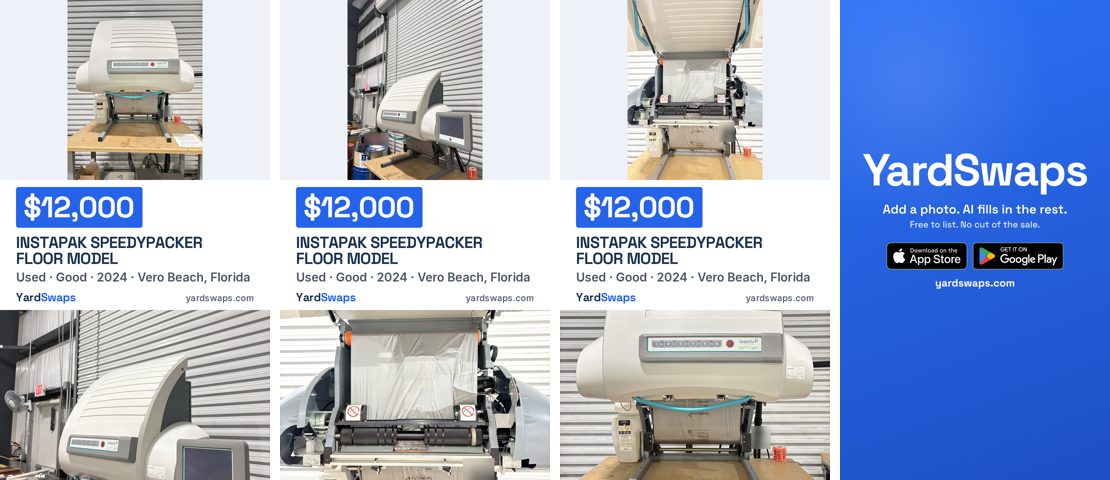 $12,000
INSTAPAK SPEEDYPACKER
FLOOR MODEL
Used · Good · 2024 · Vero Beach, Florida
YardSwaps
yardswaps.com
$12,000
INSTAPAK SPEEDYPACKER
FLOOR MODEL
Used · Good · 2024 · Vero Beach, Florida
YardSwaps
yardswaps.com
$12,000
INSTAPAK SPEEDYPACKER
FLOOR MODEL
Used · Good · 2024 · Vero Beach, Florida
YardSwaps
yardswaps.com
YardSwaps
Add a photo. AI fills in the rest.
Free to list. No cut of the sale.
Download on the
App Store
GET IT ON
Google Play
yardswaps.com